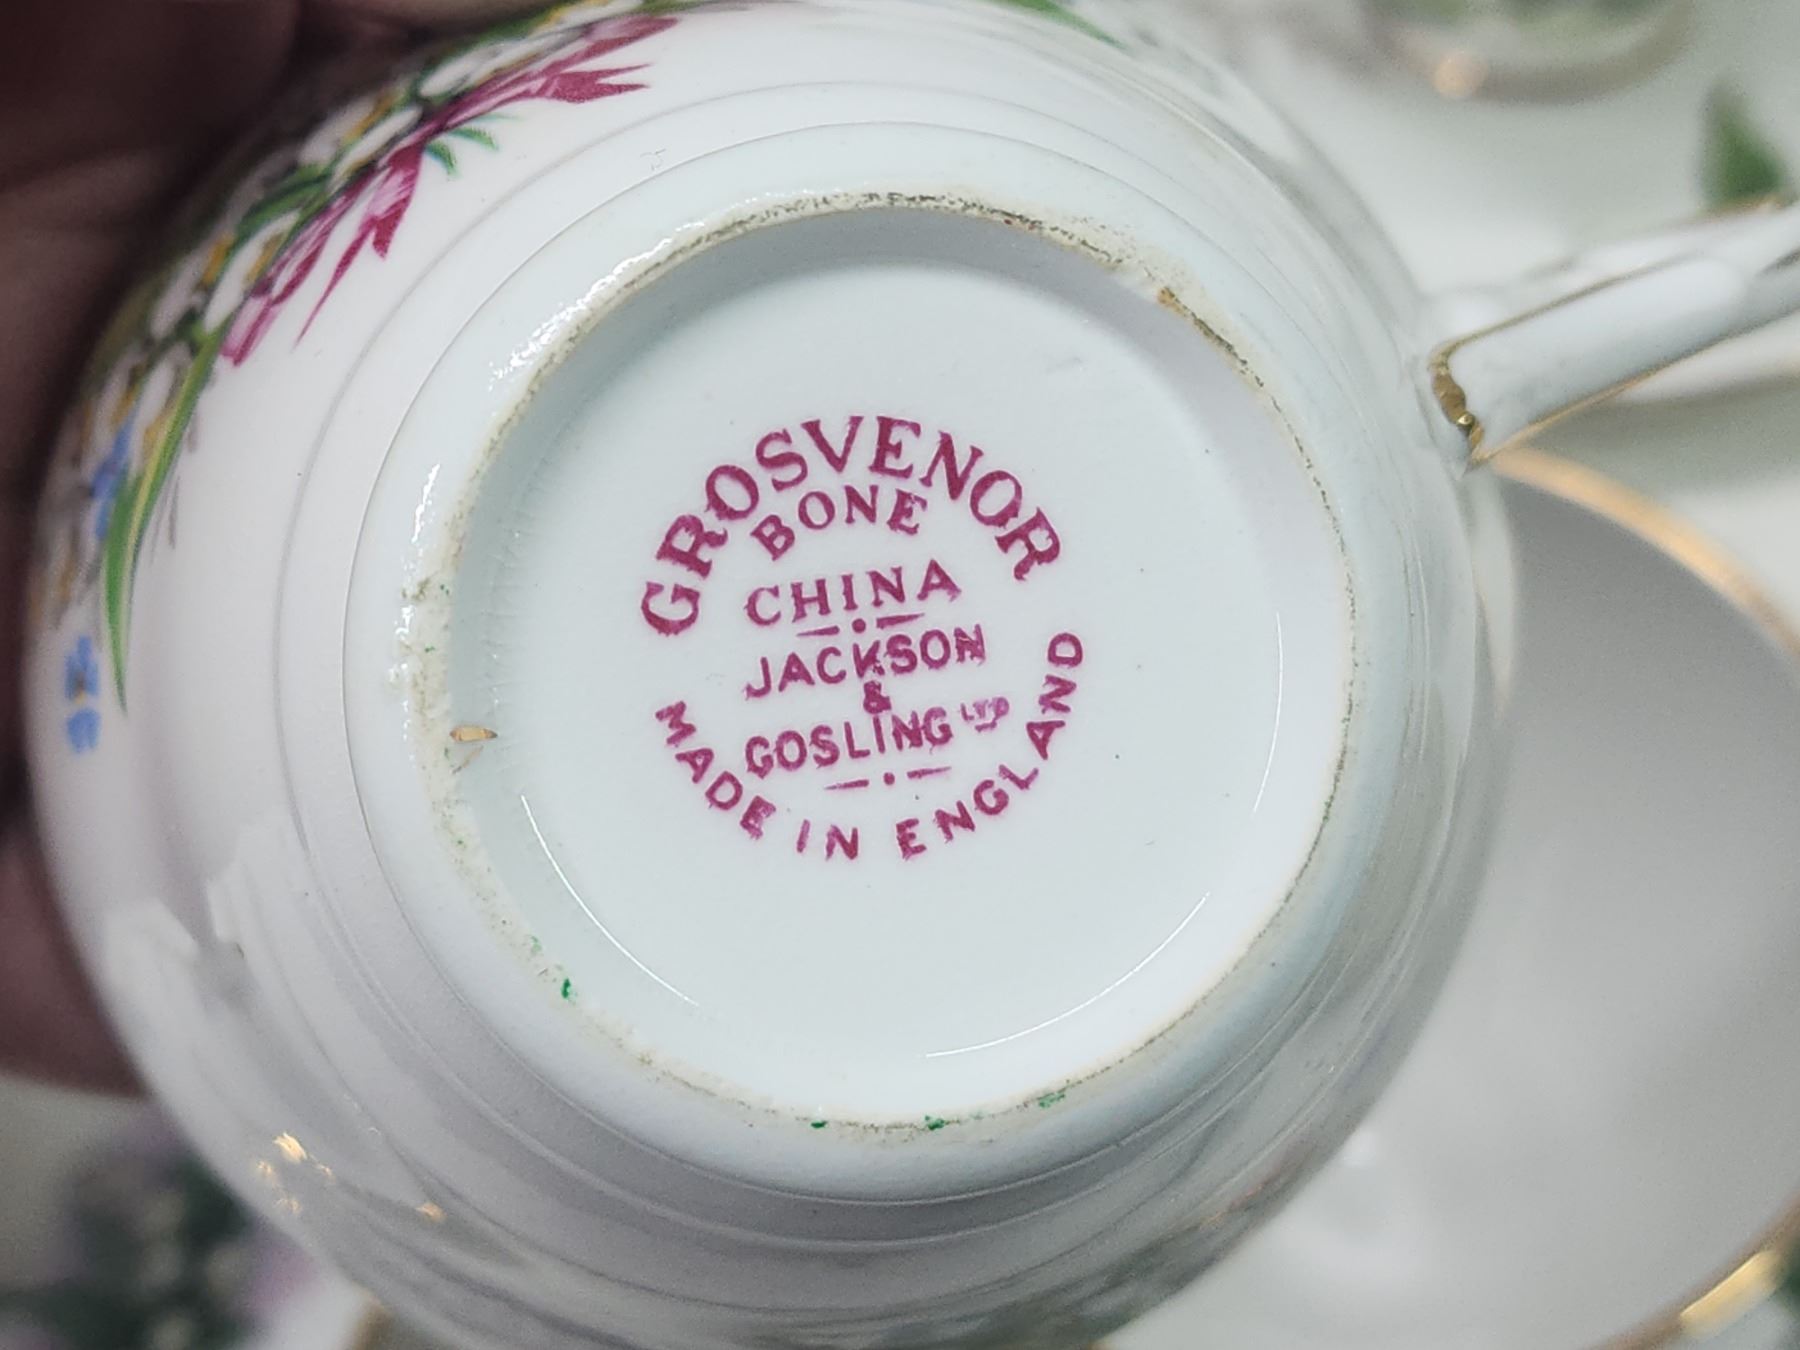 GROSVENOR
BONE
CHINA
JACKSON
&
GOSLING LTD
MADE IN ENGLAND